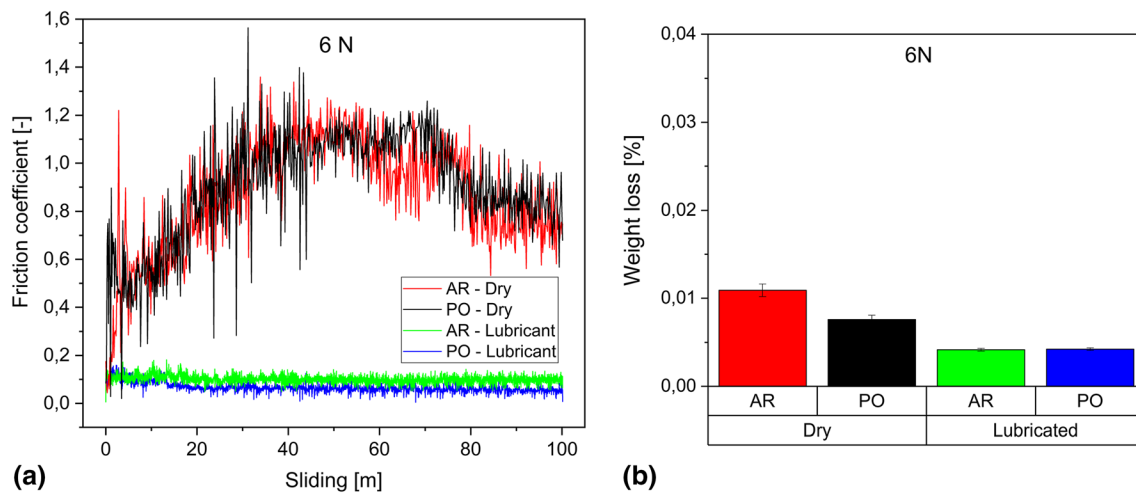 6 N
Friction coefficient [-]
1,6
1,4
1,2
1,0
0,8
0,6
0,4
0,2
0,0
AR - Dry
PO - Dry
AR - Lubricant
PO - Lubricant
0 20 40 60 80 100
Sliding [m]
(a)
6N
Weight loss [%]
0,04
0,03
0,02
0,01
0,00
AR PO AR PO
Dry Lubricated
(b)